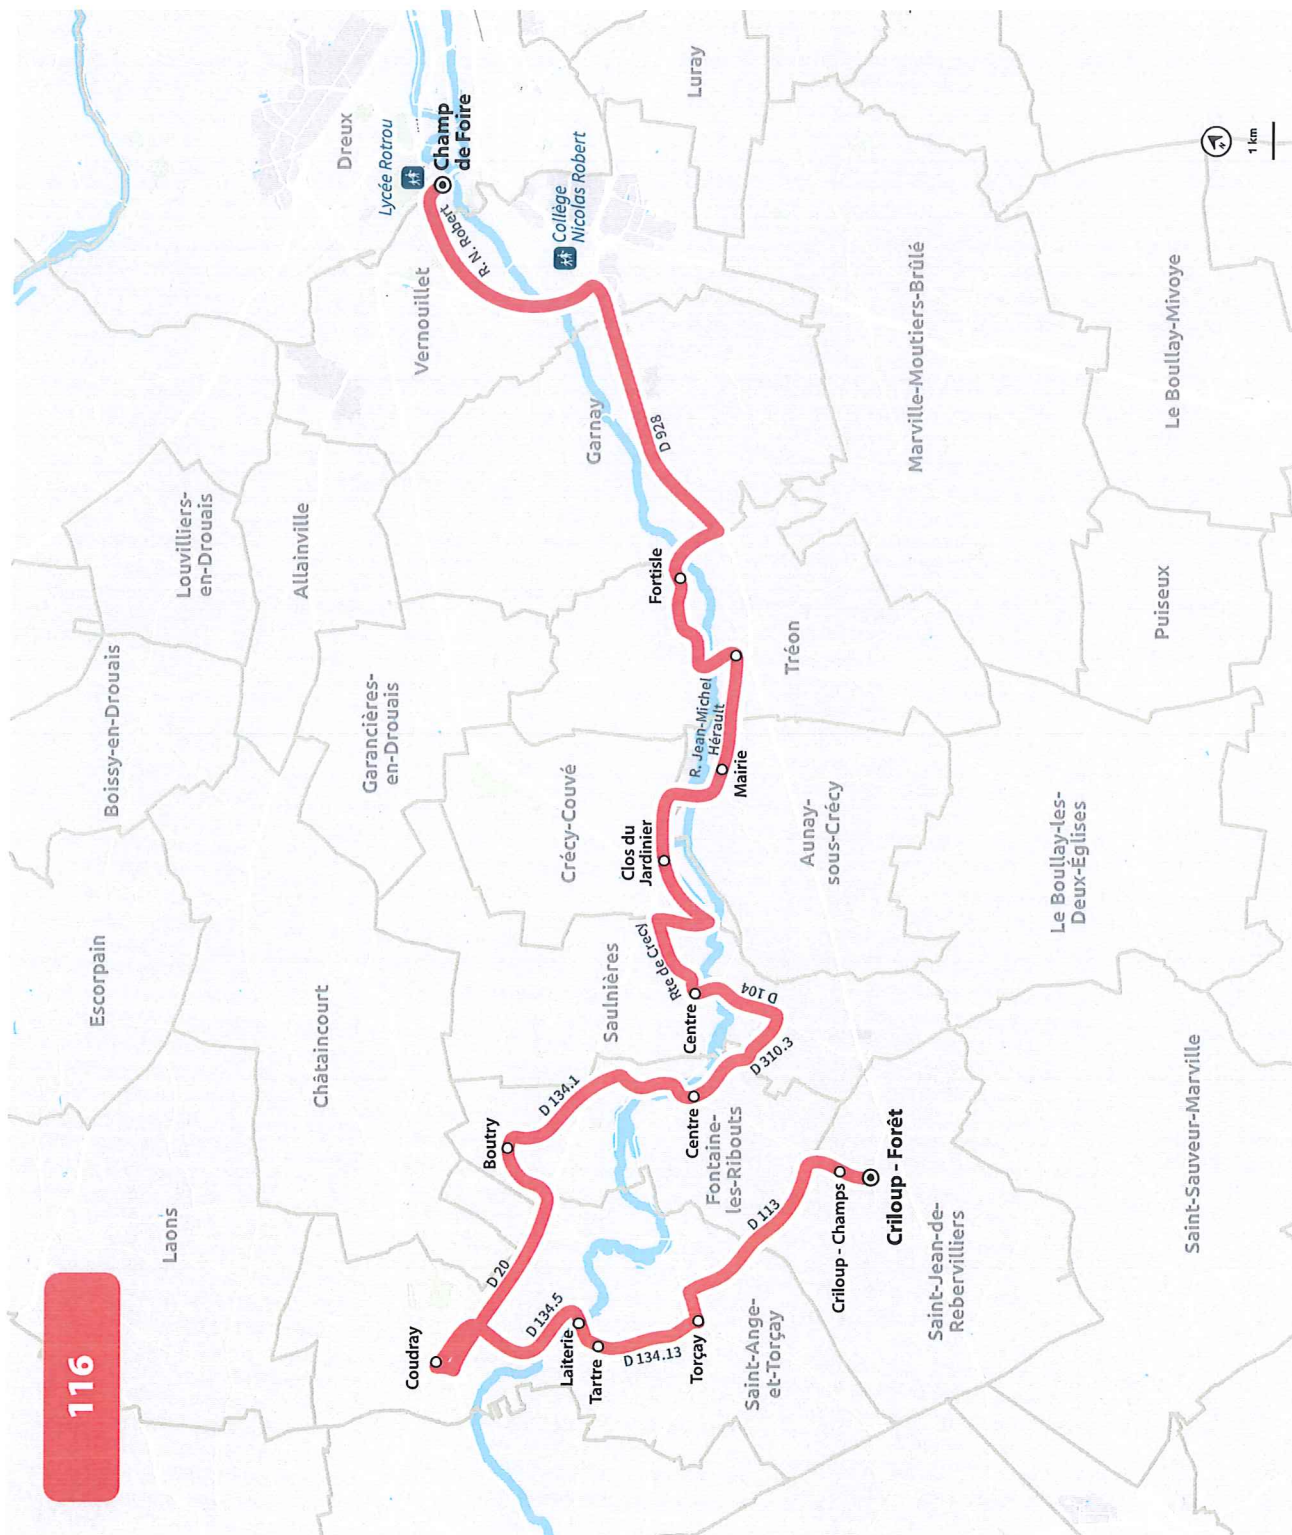 116
Laons
Escorpain
Boissy-en-Drouais
Louvilliers-
en-Drouais
Allainville
Châtaincourt
Garancières-
en-Drouais
Dreux
Vernouillet
Lycée Rotrou
Champ
de Foire
R. N. Robert
Collège
Nicolas Robert
Luray
Garnay
D 928
Fortisle
Tréon
Marville-Moutiers-Brûlé
Le Boullay-Mivoye
Puiseux
Crécy-Couvé
R. Jean-Michel
Hérault
Mairie
Clos du
Jardinier
Aunay-
sous-Crécy
Le Boullay-les-
Deux-Églises
Saulnières
Rte de Crecy
Centre
D 104
D 310.3
Centre
Fontaine-
les-Ribouts
D 134.1
Boutry
D 20
Coudray
D 134.5
Laiterie
Tartre
D 134.13
Torçay
Saint-Ange-
et-Torçay
D 113
Criloup - Champs
Criloup - Forêt
Saint-Jean-de-
Rebervilliers
Saint-Sauveur-Marville
N
1 km